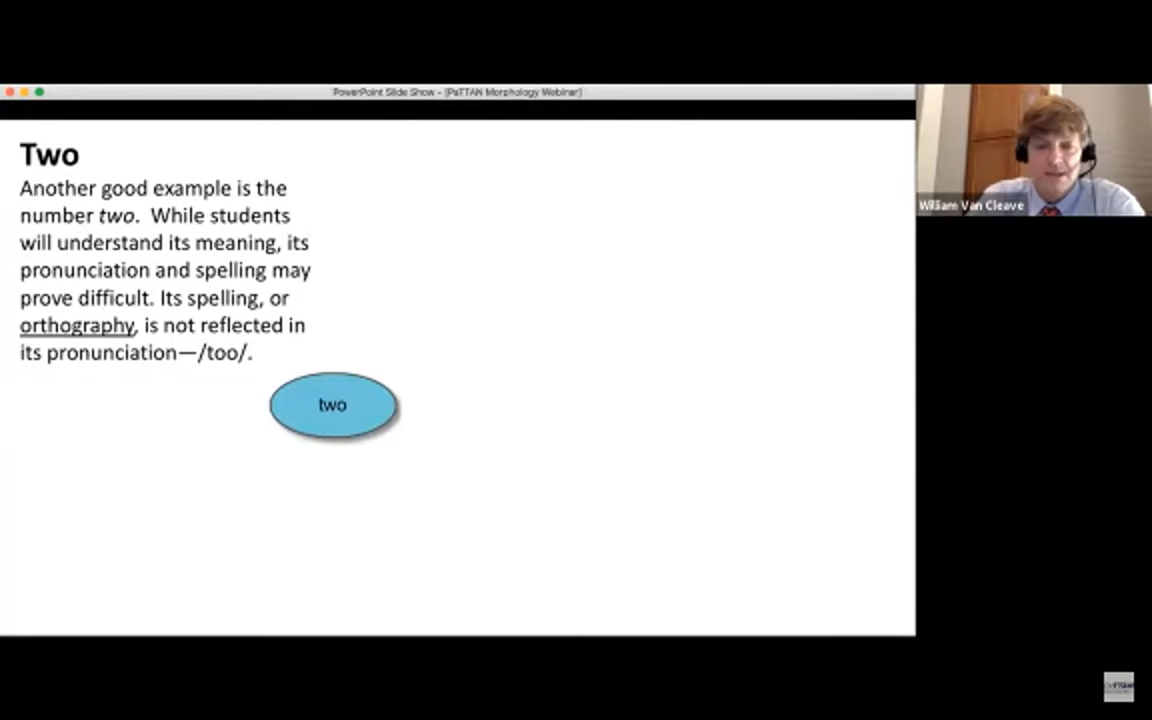 PowerPoint Slide Show - [PaTTAN Morphology Webinar]
Two
Another good example is the
number two. While students
will understand its meaning, its
pronunciation and spelling may
prove difficult. Its spelling, or
orthography, is not reflected in
its pronunciation—/too/.
two
William Van Cleave